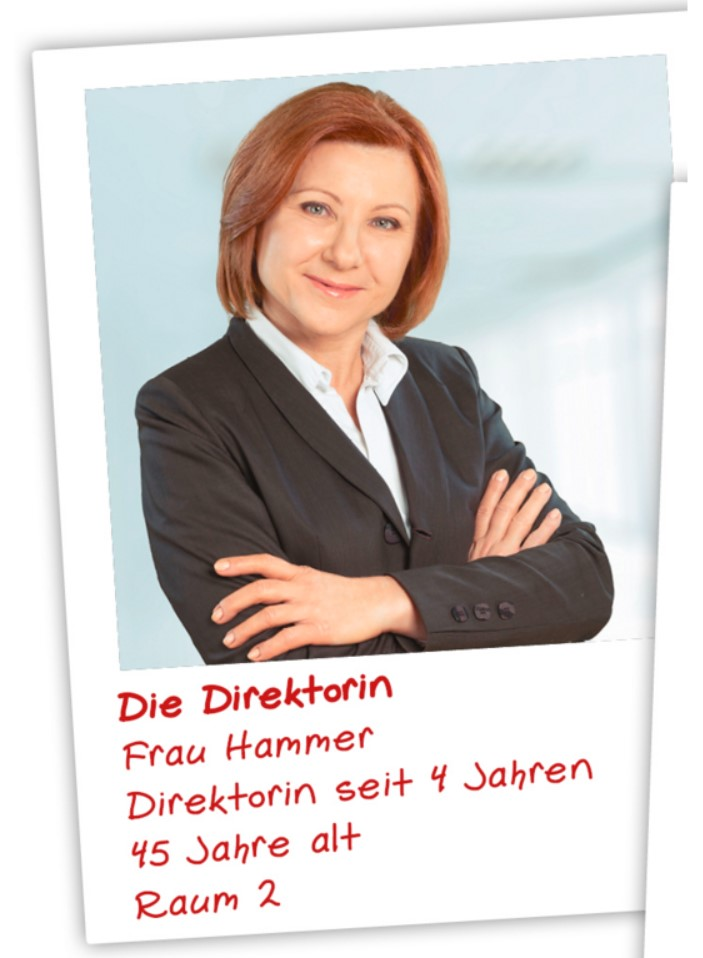 Die Direktorin
Frau Hammer
Direktorin seit 4 Jahren
45 Jahre alt
Raum 2